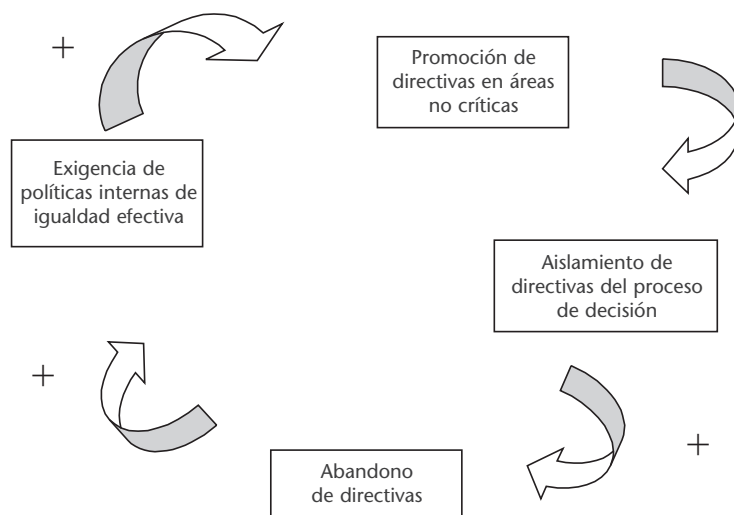 +
Promoción de
directivas en áreas
no críticas
Exigencia de
políticas internas de
igualdad efectiva
Aislamiento de
directivas del proceso
de decisión
+
+
Abandono
de directivas